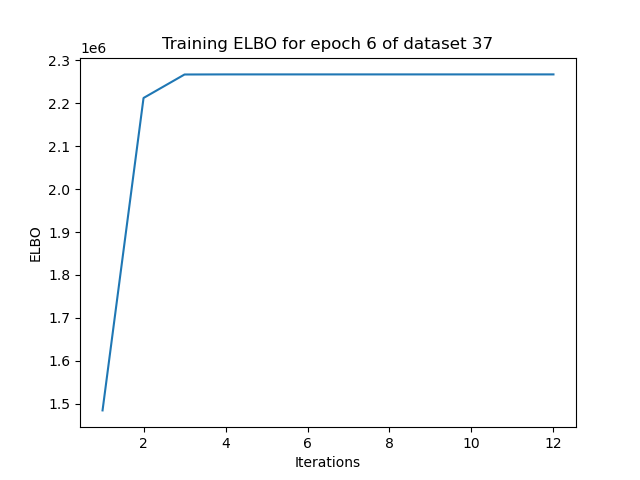 Training ELBO for epoch 6 of dataset 37
1e6
2.3
2.2
2.1
2.0
1.9
1.8
1.7
1.6
1.5
ELBO
2 4 6 8 10 12
Iterations